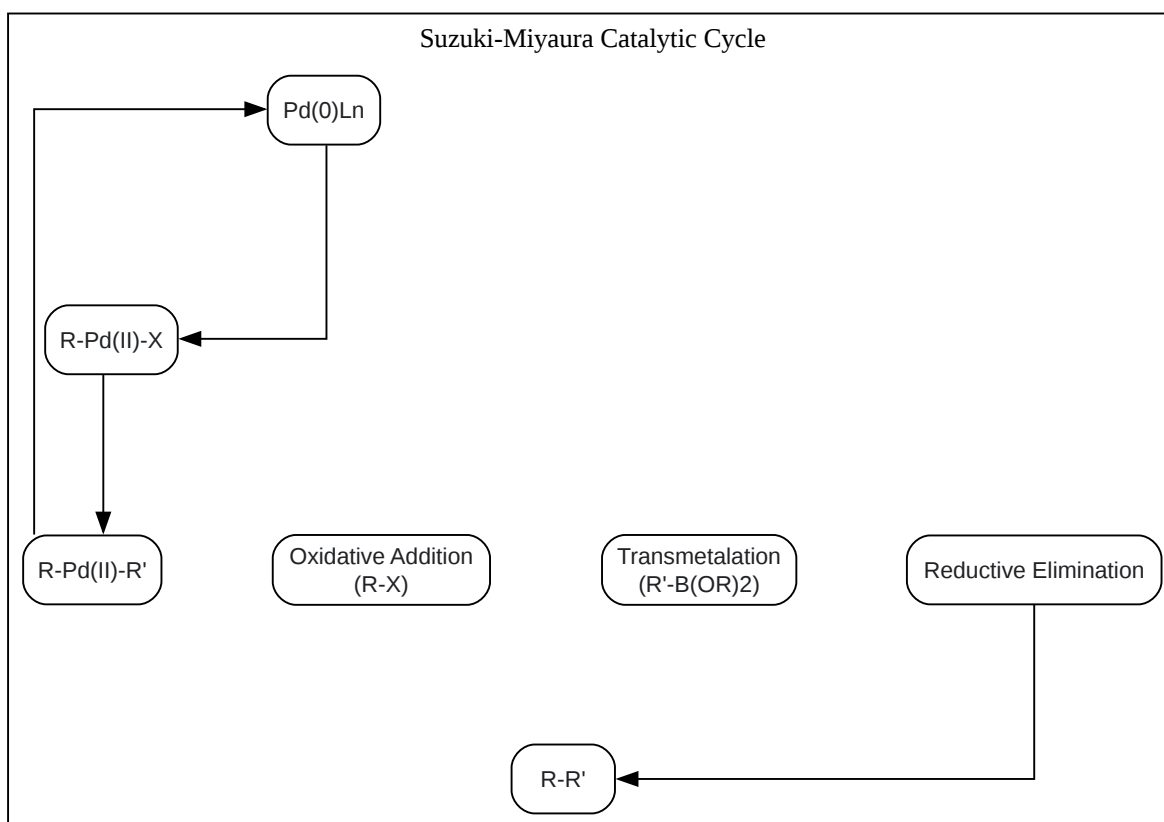 Suzuki-Miyaura Catalytic Cycle
Pd(0)Ln
R-Pd(II)-X
R-Pd(II)-R'
Oxidative Addition
(R-X)
Transmetalation
(R'-B(OR)2)
Reductive Elimination
R-R'